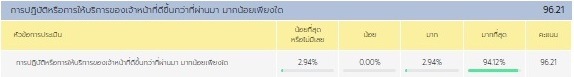 การปฏิบัติหรือการให้บริการของเจ้าหน้าที่ดีขึ้นกว่าที่ผ่านมา มากน้อยเพียงใด 96.21
หัวข้อการประเมิน น้อยที่สุด หรือไม่มีเลย น้อย มาก มากที่สุด คะแนน
การปฏิบัติหรือการให้บริการของเจ้าหน้าที่ดีขึ้นกว่าที่ผ่านมา มากน้อยเพียงใด 2.94% 0.00% 2.94% 94.12% 96.21